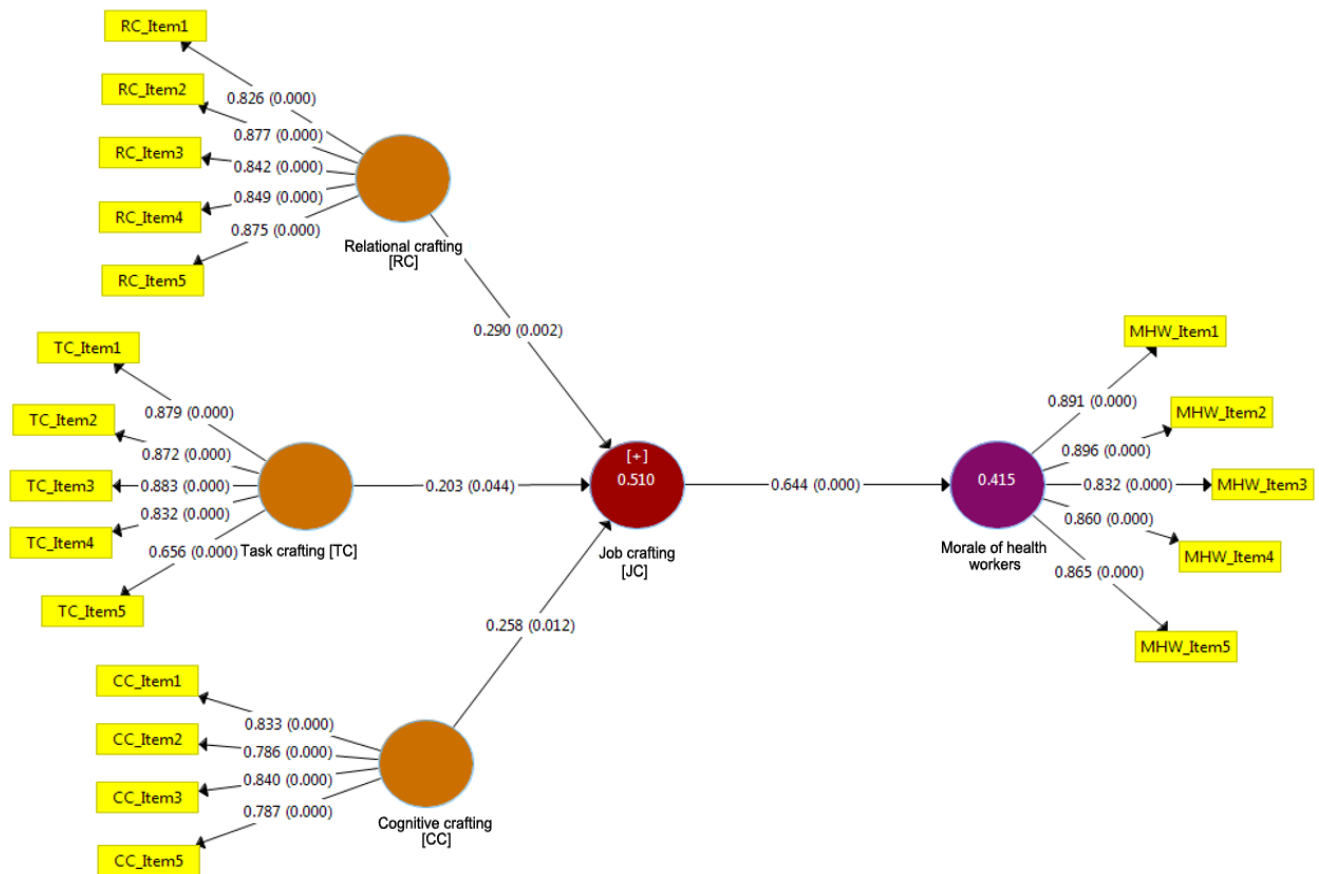 RC_Item1
RC_Item2
RC_Item3
RC_Item4
RC_Item5
0.826 (0.000)
0.877 (0.000)
0.842 (0.000)
0.849 (0.000)
0.875 (0.000)
Relational crafting
[RC]
0.290 (0.002)
TC_Item1
TC_Item2
TC_Item3
TC_Item4
TC_Item5
0.879 (0.000)
0.872 (0.000)
0.883 (0.000)
0.832 (0.000)
0.656 (0.000)
Task crafting [TC]
0.203 (0.044)
[+]
0.510
Job crafting
[JC]
0.644 (0.000)
0.415
Morale of health
workers
MHW_Item1
MHW_Item2
MHW_Item3
MHW_Item4
MHW_Item5
0.891 (0.000)
0.896 (0.000)
0.832 (0.000)
0.860 (0.000)
0.865 (0.000)
0.258 (0.012)
CC_Item1
CC_Item2
CC_Item3
CC_Item5
0.833 (0.000)
0.786 (0.000)
0.840 (0.000)
0.787 (0.000)
Cognitive crafting
[CC]